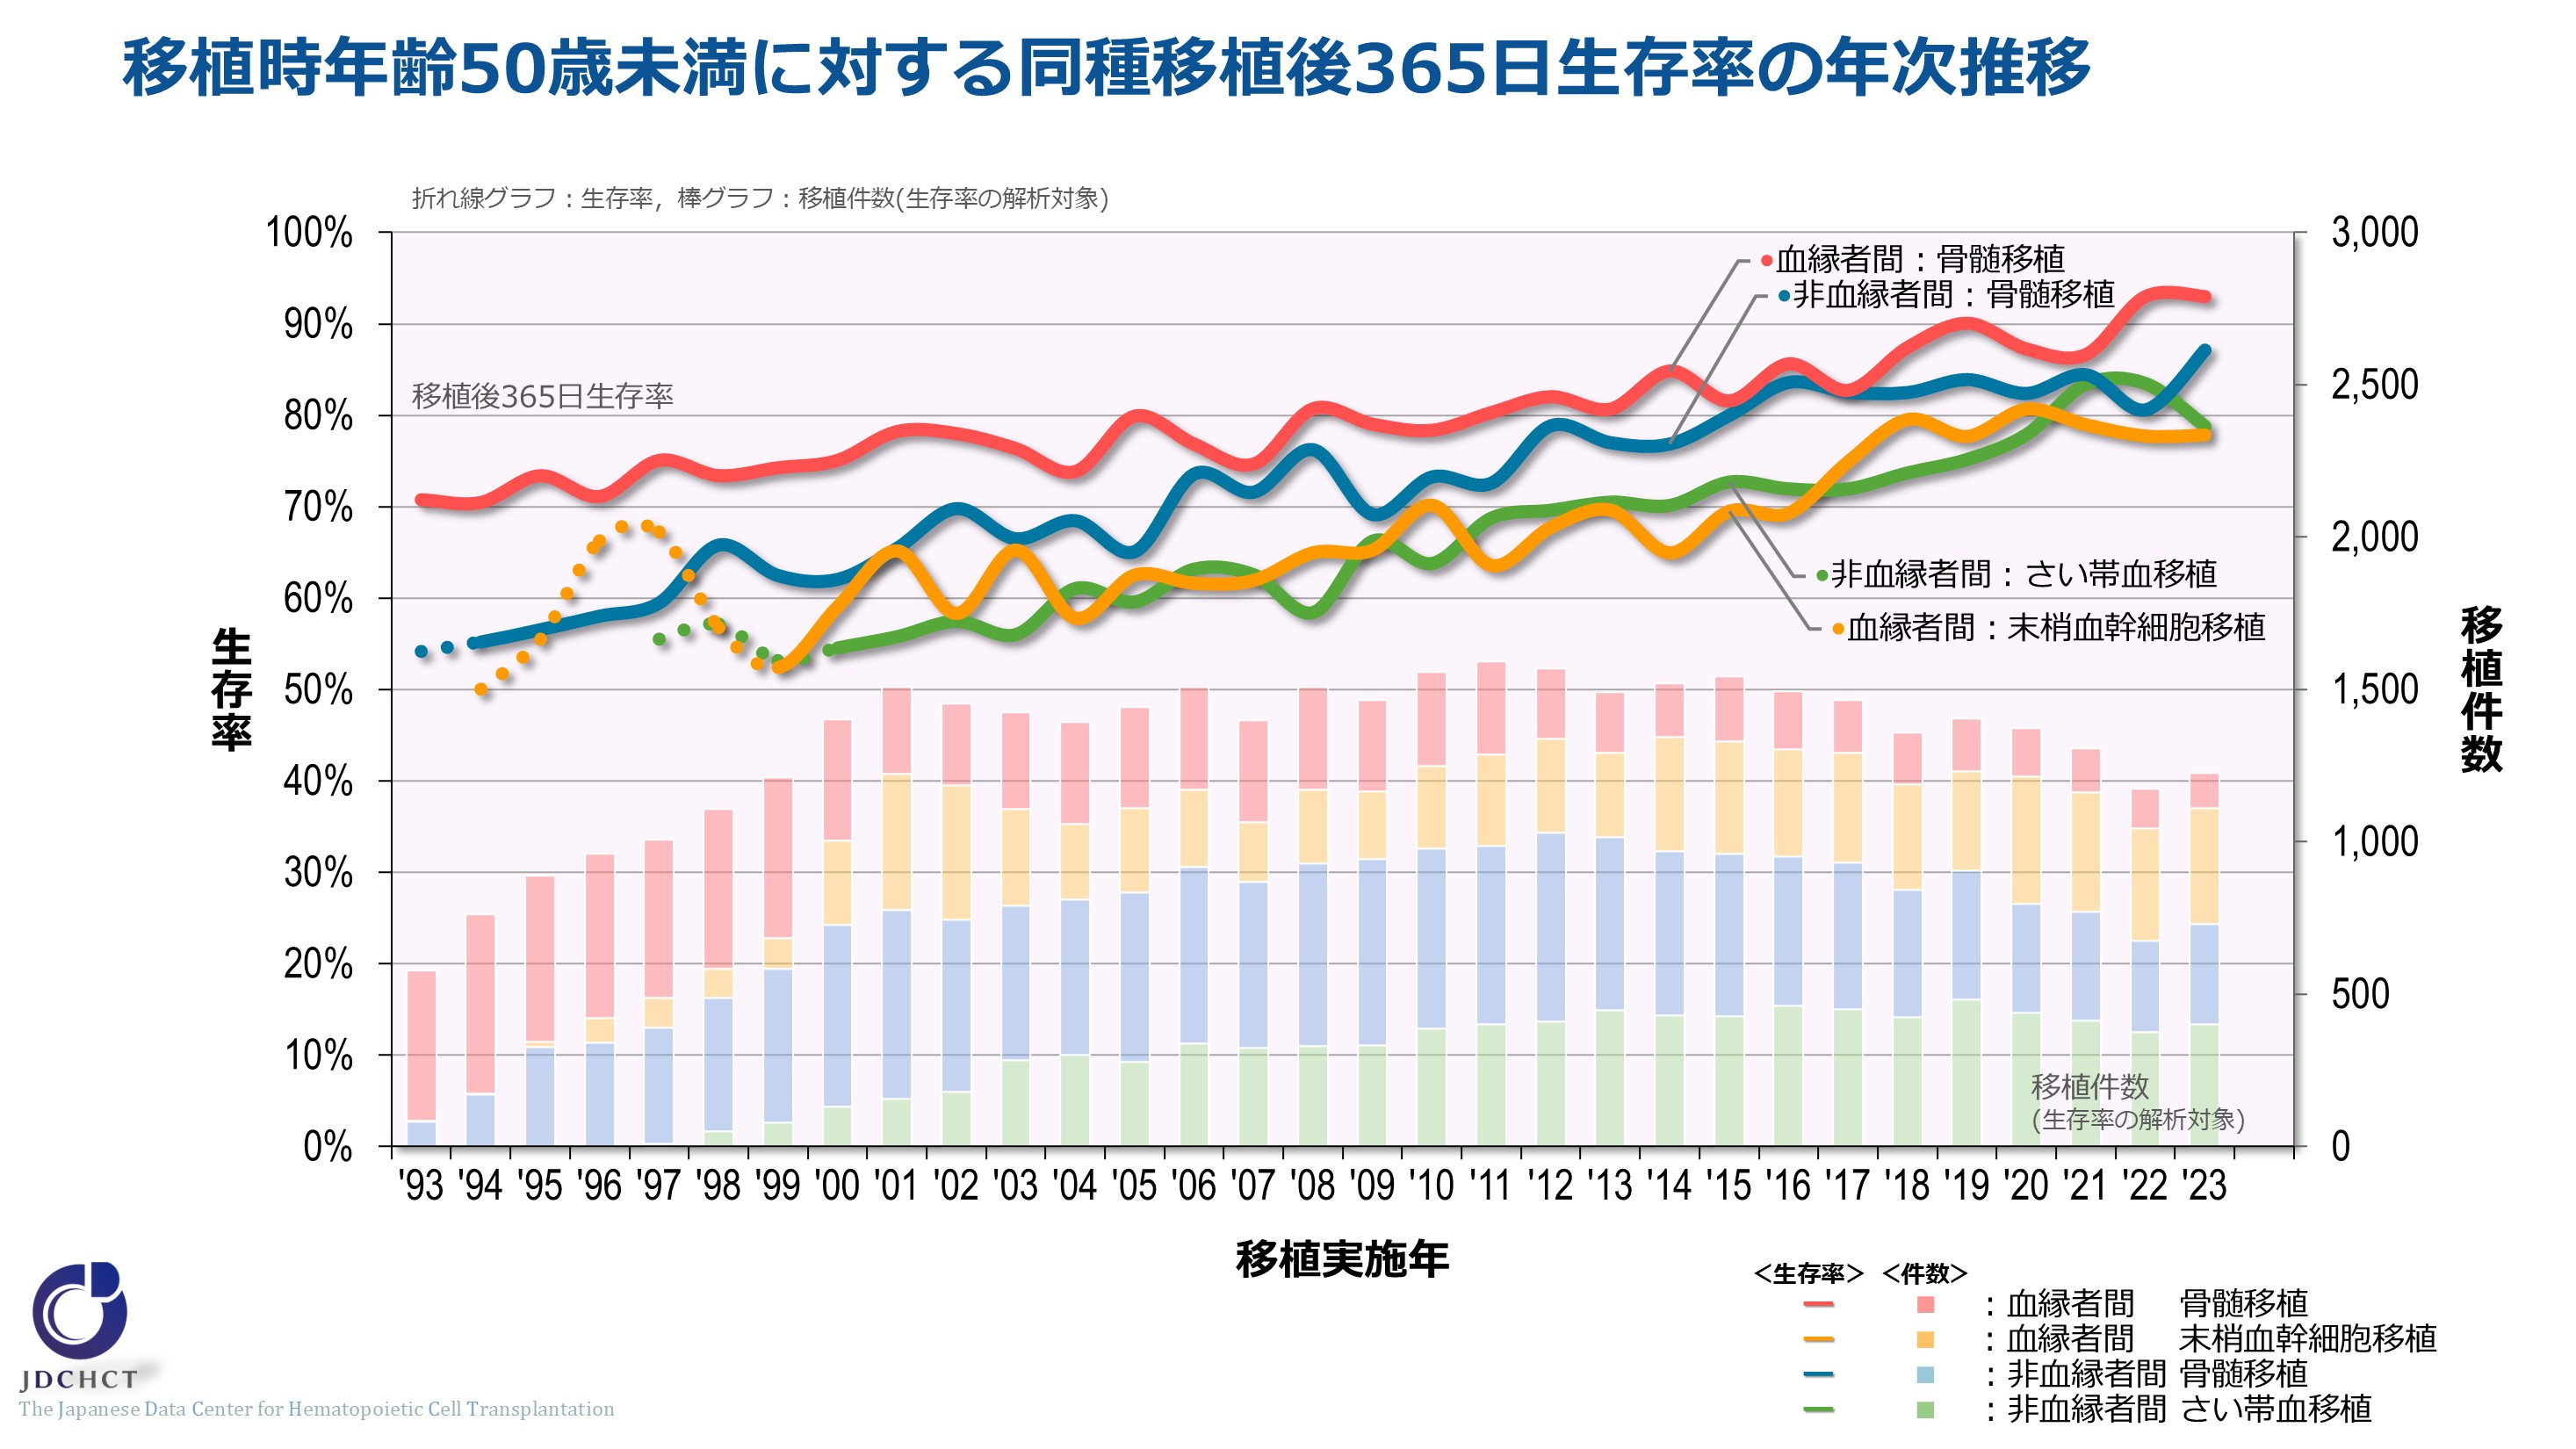 移植時年齢50歳未満に対する同種移植後365日生存率の年次推移
折れ線グラフ：生存率，棒グラフ：移植件数(生存率の解析対象)
100%
90%
80%
70%
60%
50%
40%
30%
20%
10%
0%
生存率
移植後365日生存率
血縁者間：骨髄移植
非血縁者間：骨髄移植
非血縁者間：さい帯血移植
血縁者間：末梢血幹細胞移植
3,000
2,500
2,000
1,500
1,000
500
0
移植件数
移植件数
(生存率の解析対象)
'93 '94 '95 '96 '97 '98 '99 '00 '01 '02 '03 '04 '05 '06 '07 '08 '09 '10 '11 '12 '13 '14 '15 '16 '17 '18 '19 '20 '21 '22 '23
移植実施年
＜生存率＞ ＜件数＞
：血縁者間 骨髄移植
：血縁者間 末梢血幹細胞移植
：非血縁者間 骨髄移植
：非血縁者間 さい帯血移植
JDCHCT
The Japanese Data Center for Hematopoietic Cell Transplantation